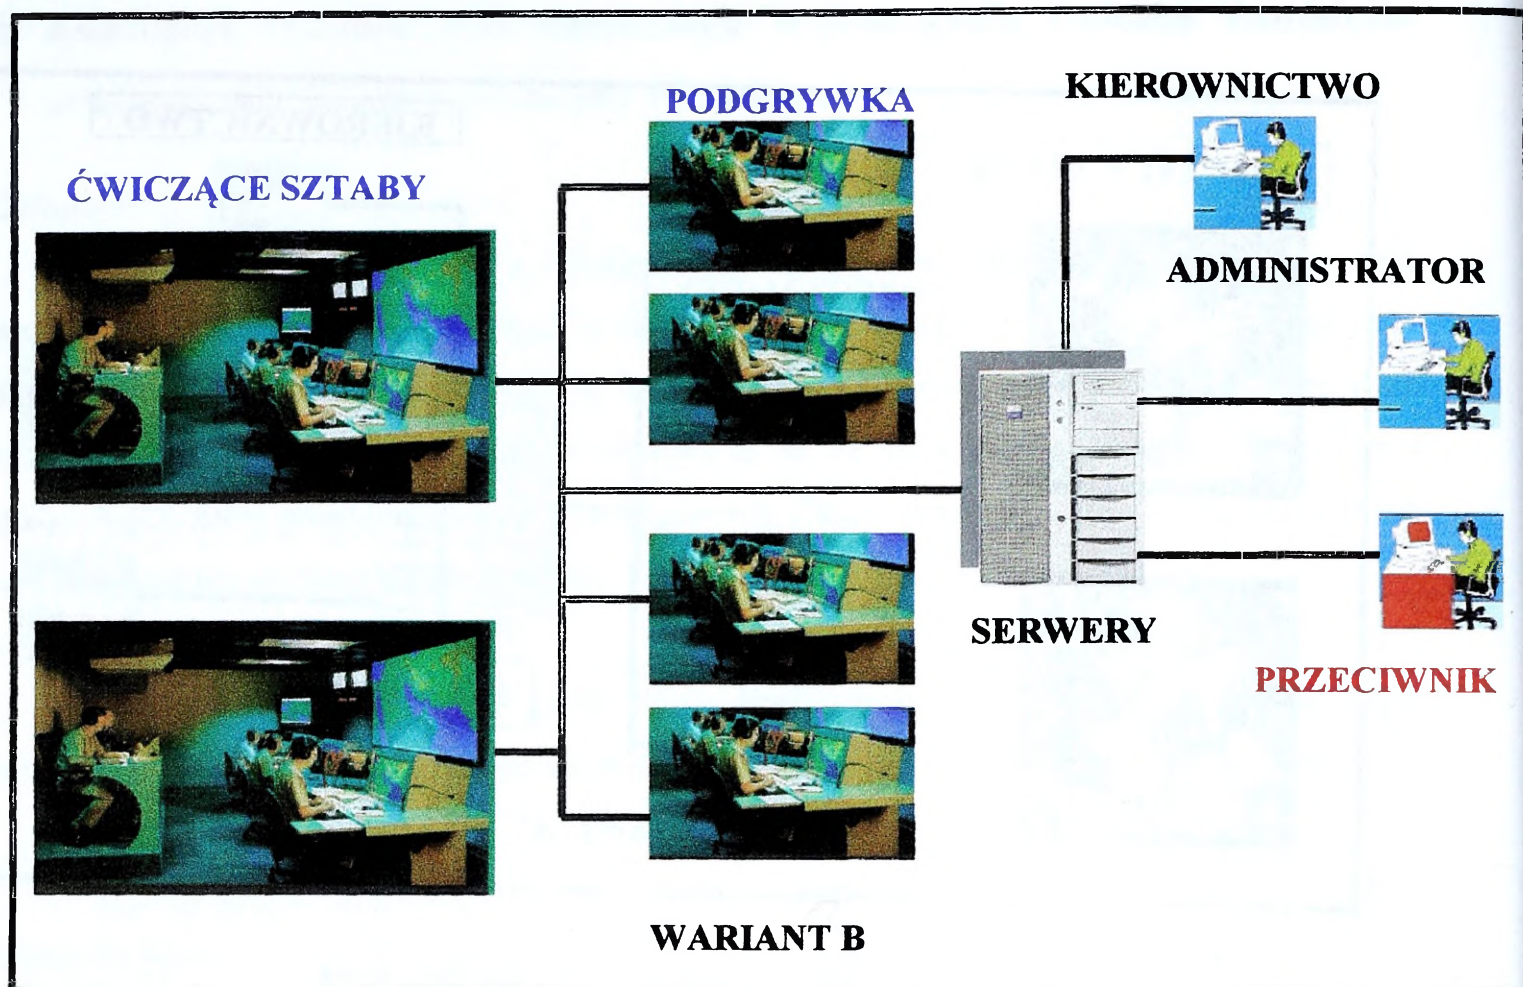 PODGRYWKA
KIEROWNICTWO
ĆWICZĄCE SZTABY
ADMINISTRATOR
SERWERY
PRZECIWNIK
WARIANT B